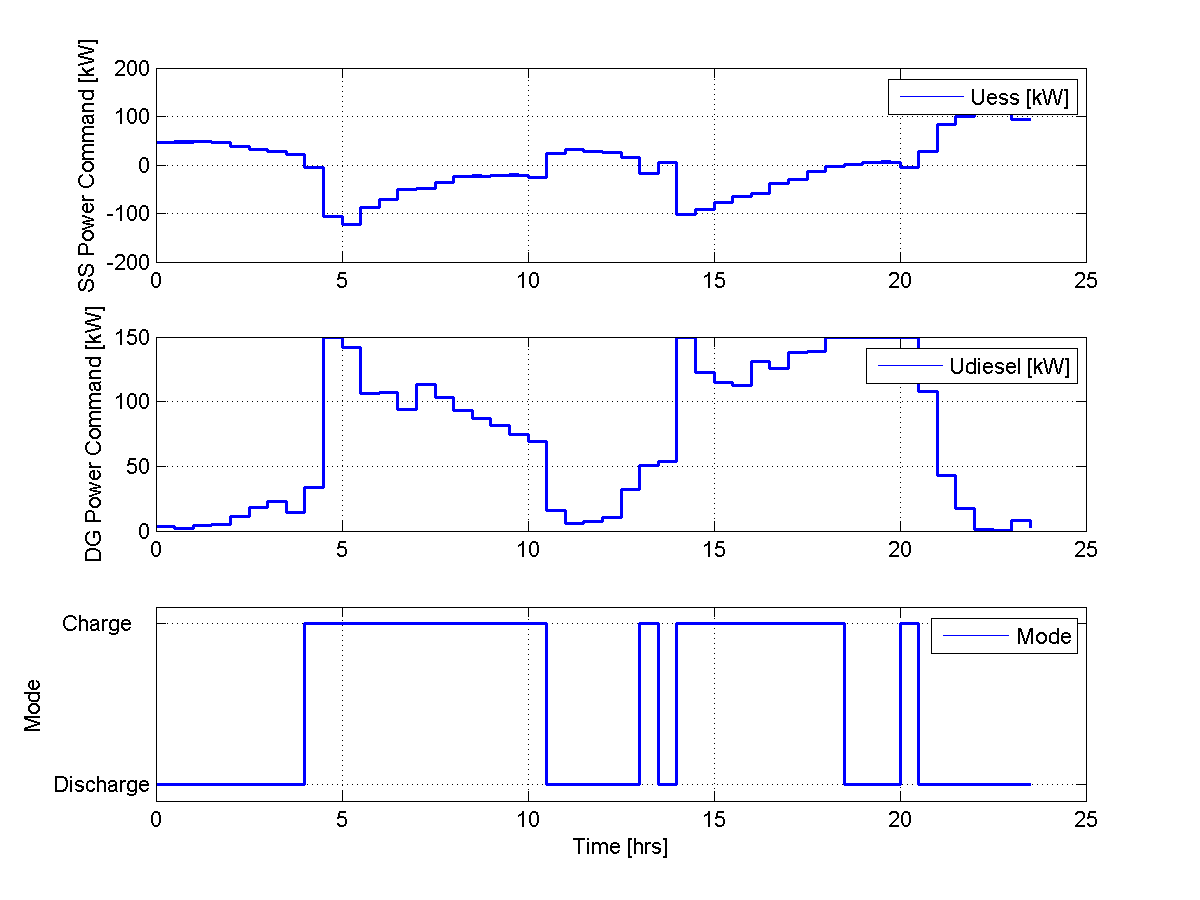 SS Power Command [kW]
200
100
0
-100
-200
Uess [kW]
0 5 10 15 20 25
DG Power Command [kW]
150
100
50
0
Udiesel [kW]
0 5 10 15 20 25
Mode
Charge
Discharge
Mode
0 5 10 15 20 25
Time [hrs]